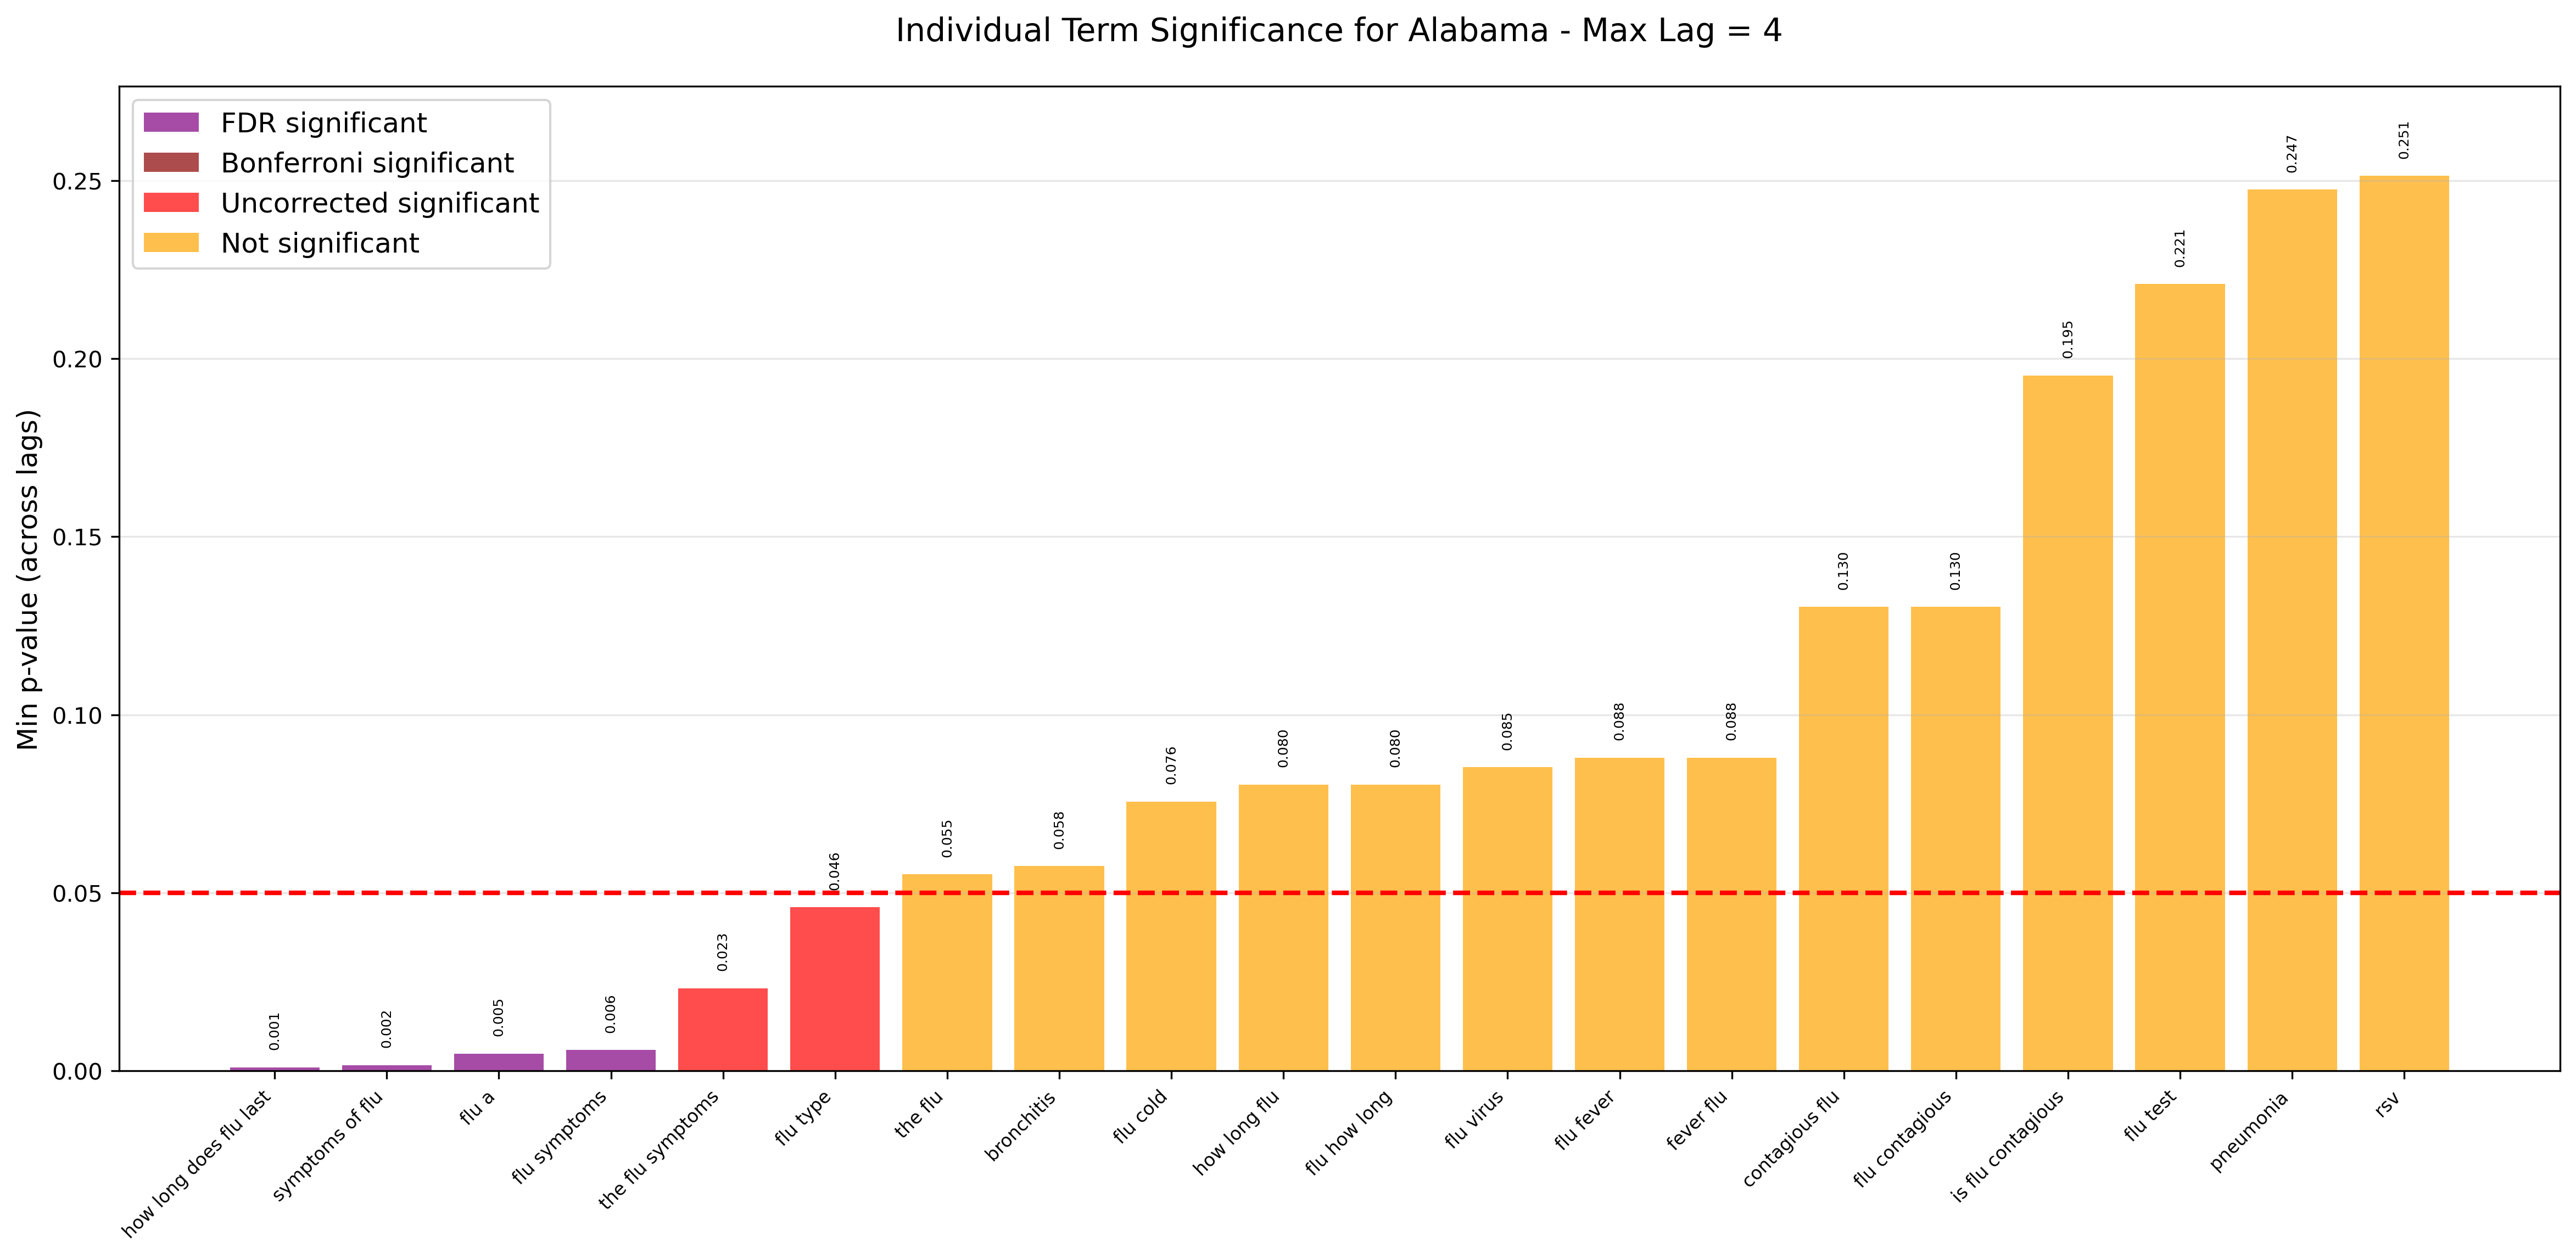 Individual Term Significance for Alabama - Max Lag = 4
FDR significant
Bonferroni significant
Uncorrected significant
Not significant
Min p-value (across lags)
0.25
0.20
0.15
0.10
0.05
0.00
0.001
0.002
0.005
0.006
0.023
0.046
0.055
0.058
0.076
0.080
0.080
0.085
0.088
0.088
0.130
0.130
0.195
0.221
0.247
0.251
how long does flu last
symptoms of flu
flu a
flu symptoms
the flu symptoms
flu type
the flu
bronchitis
flu cold
how long flu
flu how long
flu virus
flu fever
fever flu
contagious flu
flu contagious
is flu contagious
flu test
pneumonia
rsv